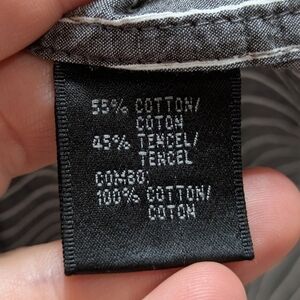 55% COTTON/
COTON
45% TENCEL/
TENCEL
COMBO:
100% COTTON/
COTON